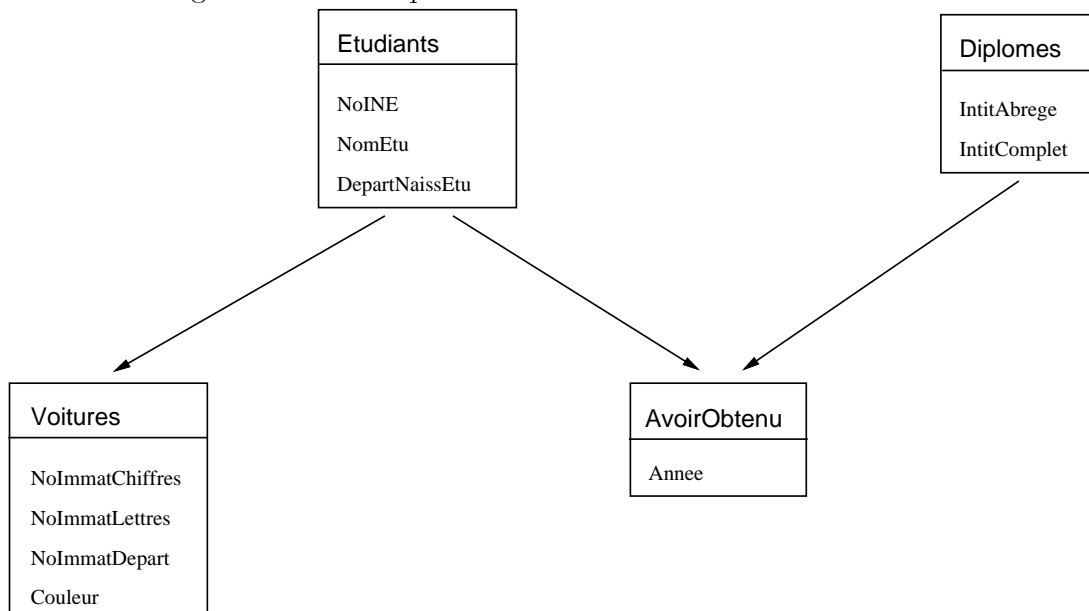 Etudiants
NoINE
NomEtu
DepartNaissEtu
Diplomes
IntitAbrege
IntitComplet
Voitures
NoImmatChiffres
NoImmatLettres
NoImmatDepart
Couleur
AvoirObtenu
Annee